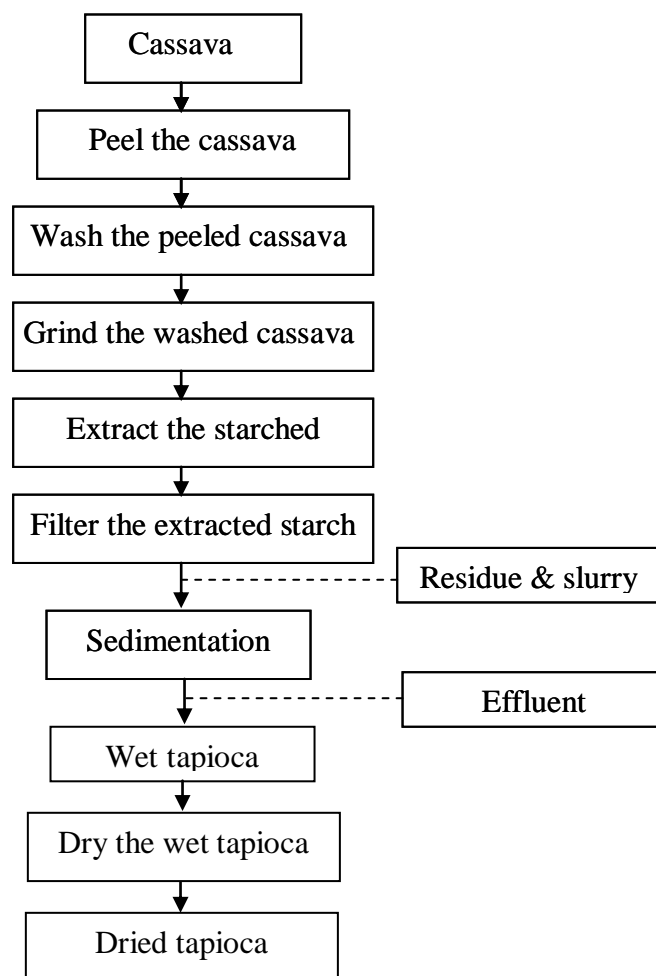 Cassava
Peel the cassava
Wash the peeled cassava
Grind the washed cassava
Extract the starched
Filter the extracted starch
Residue & slurry
Sedimentation
Effluent
Wet tapioca
Dry the wet tapioca
Dried tapioca